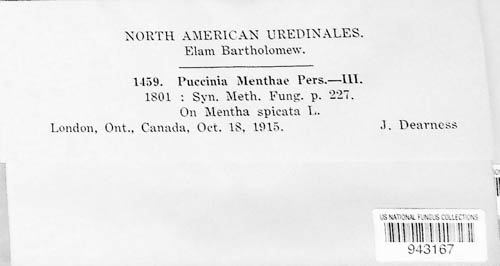 NORTH AMERICAN UREDINALES.
Elam Bartholomew.
1459. Puccinia Menthae Pers.—III.
1801 : Syn. Meth. Fung. p. 227.
On Mentha spicata L.
London, Ont., Canada, Oct. 18, 1915. J. Dearness
US NATIONAL FUNGUS COLLECTIONS
943167